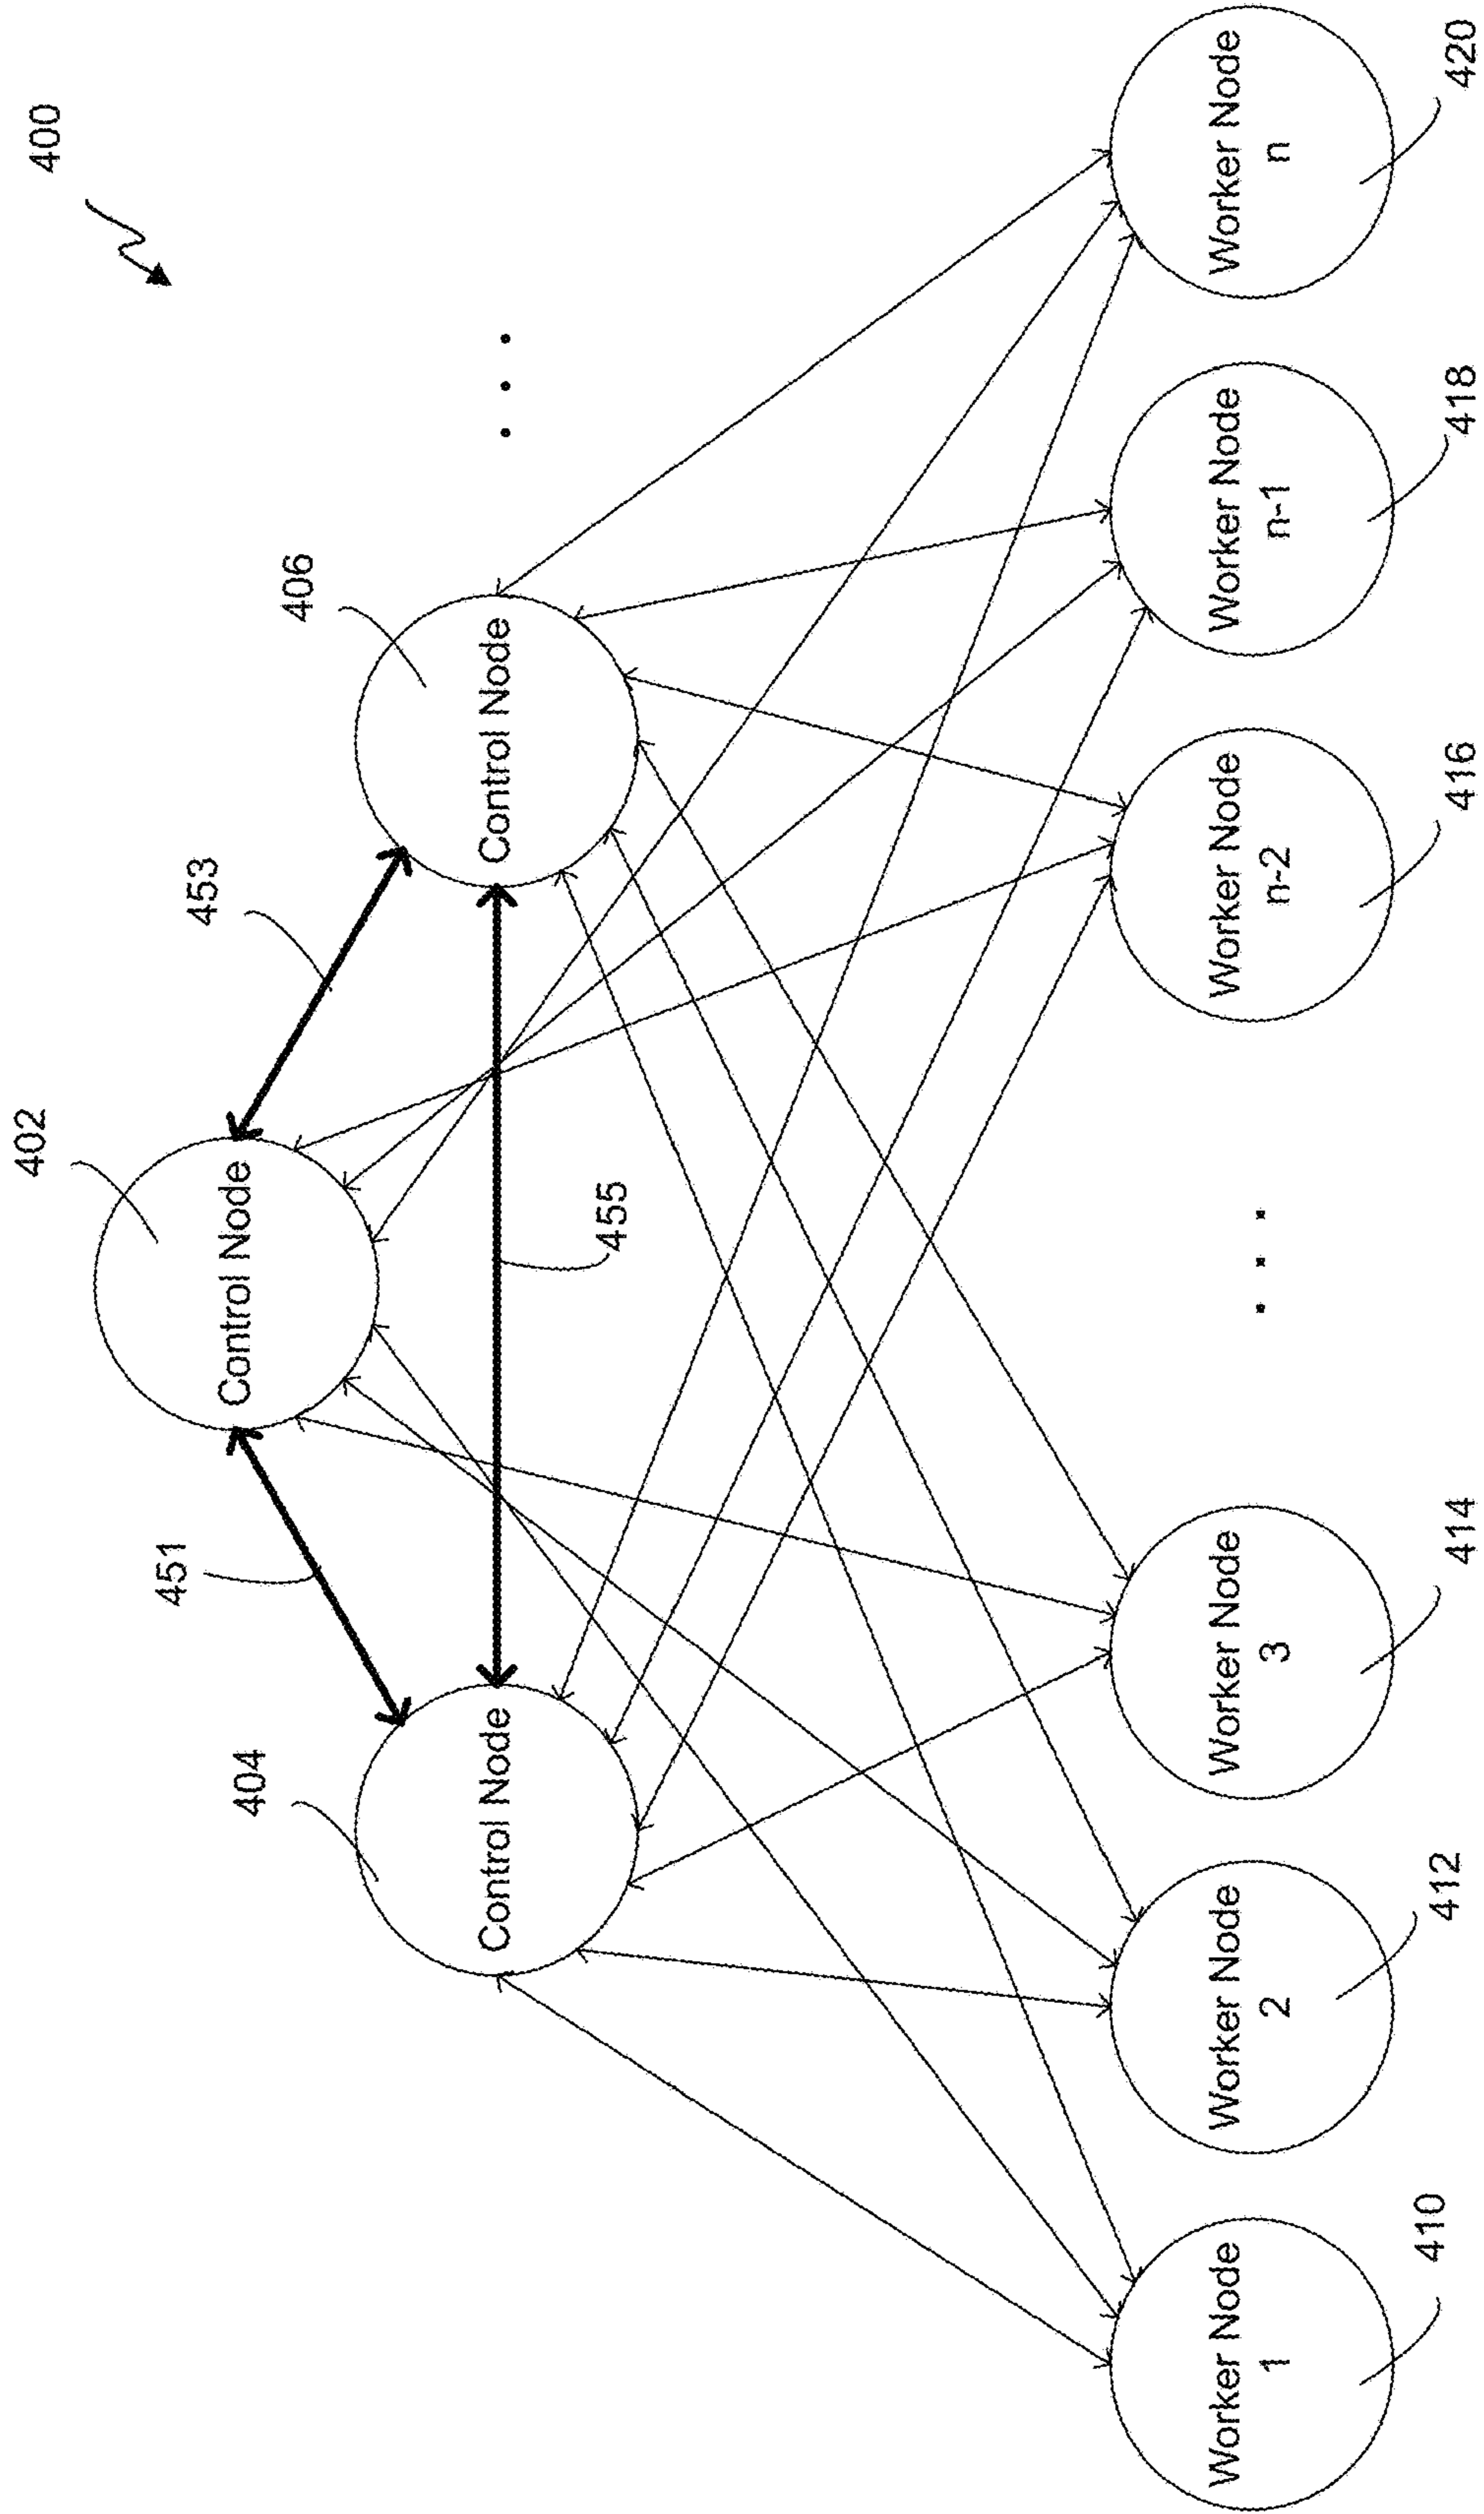 400
402
451
453
404
Control Node
406
Control Node
Control Node
455
Worker Node
1
Worker Node
2
Worker Node
3
Worker Node
n-2
Worker Node
n-1
Worker Node
n
410
412
414
416
418
420